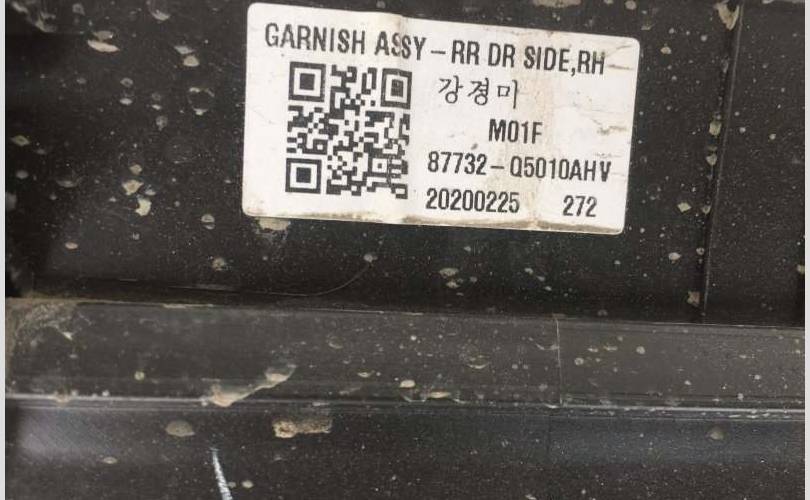 GARNISH ASSY-RR DR SIDE,RH
강경미
M01F
87732-Q5010AHV
20200225 272